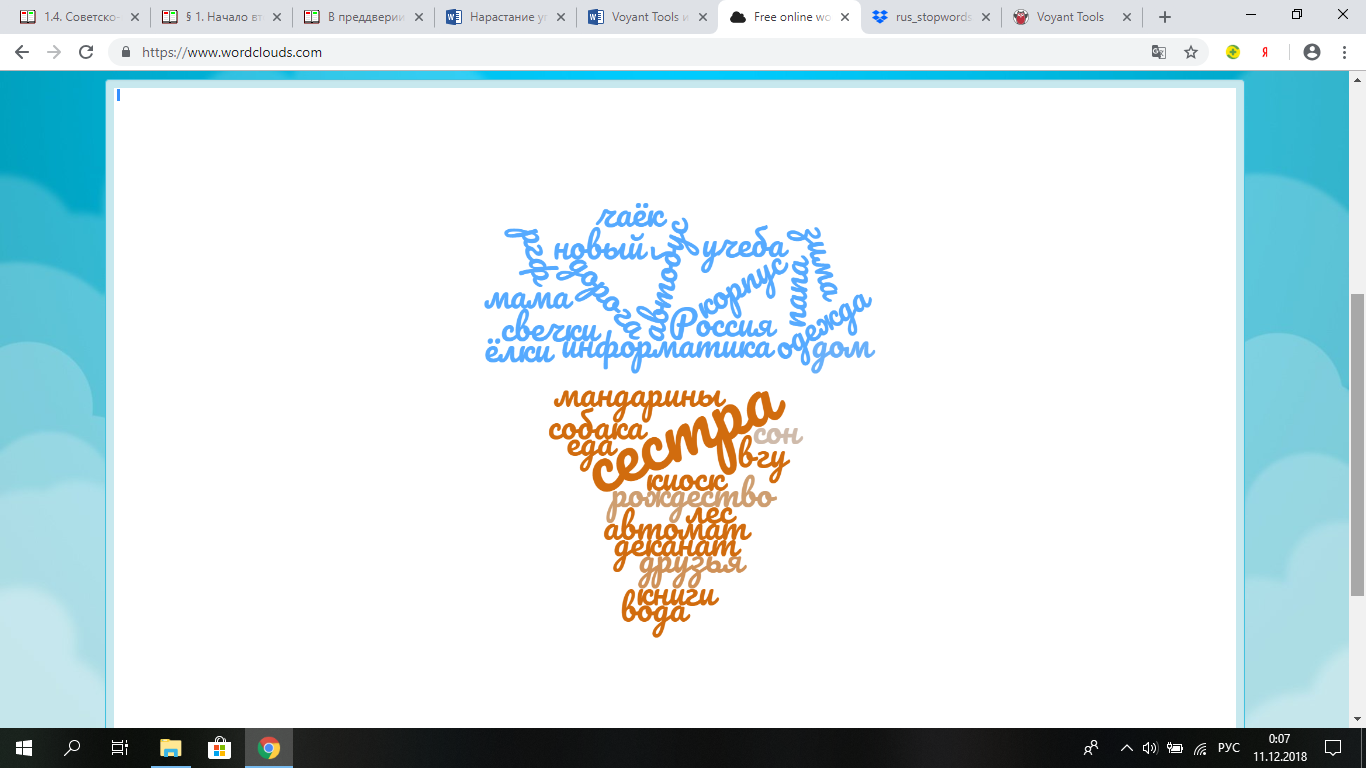 1.4. Советско-
§ 1. Начало вт
В преддверии
Нарастание уг
Voyant Tools и
Free online wo
rus_stopwords
Voyant Tools
https://www.wordclouds.com
чаёк
новый
учеба
дорога
автобус
корпус
папа
зима
мама
Россия
одежда
свечки
ёлки
информатика
дом
мандарины
собака
сестра
сон
еда
вгу
киоск
рождество
лес
автомат
деканат
друзья
книги
вода
РУС
0:07
11.12.2018